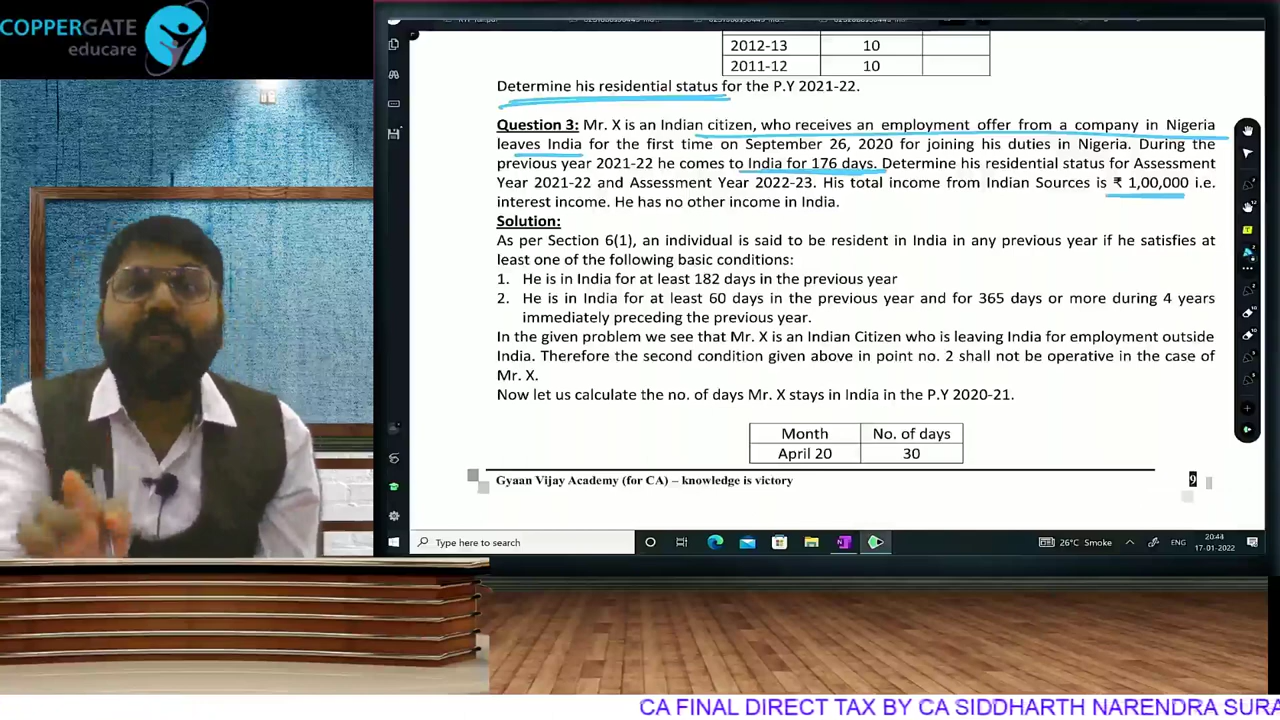 COPPERGATE
educare
2012-13 10
2011-12 10
Determine his residential status for the P.Y 2021-22.
Question 3: Mr. X is an Indian citizen, who receives an employment offer from a company in Nigeria
leaves India for the first time on September 26, 2020 for joining his duties in Nigeria. During the
previous year 2021-22 he comes to India for 176 days. Determine his residential status for Assessment
Year 2021-22 and Assessment Year 2022-23. His total income from Indian Sources is ₹ 1,00,000 i.e.
interest income. He has no other income in India.
Solution:
As per Section 6(1), an individual is said to be resident in India in any previous year if he satisfies at
least one of the following basic conditions:
1. He is in India for at least 182 days in the previous year
2. He is in India for at least 60 days in the previous year and for 365 days or more during 4 years
immediately preceding the previous year.
In the given problem we see that Mr. X is an Indian Citizen who is leaving India for employment outside
India. Therefore the second condition given above in point no. 2 shall not be operative in the case of
Mr. X.
Now let us calculate the no. of days Mr. X stays in India in the P.Y 2020-21.
Month No. of days
April 20 30
Gyaan Vijay Academy (for CA) – knowledge is victory 9
Type here to search 26°C Smoke ENG 20:44
17-01-2022
CA FINAL DIRECT TAX BY CA SIDDHARTH NARENDRA SURA